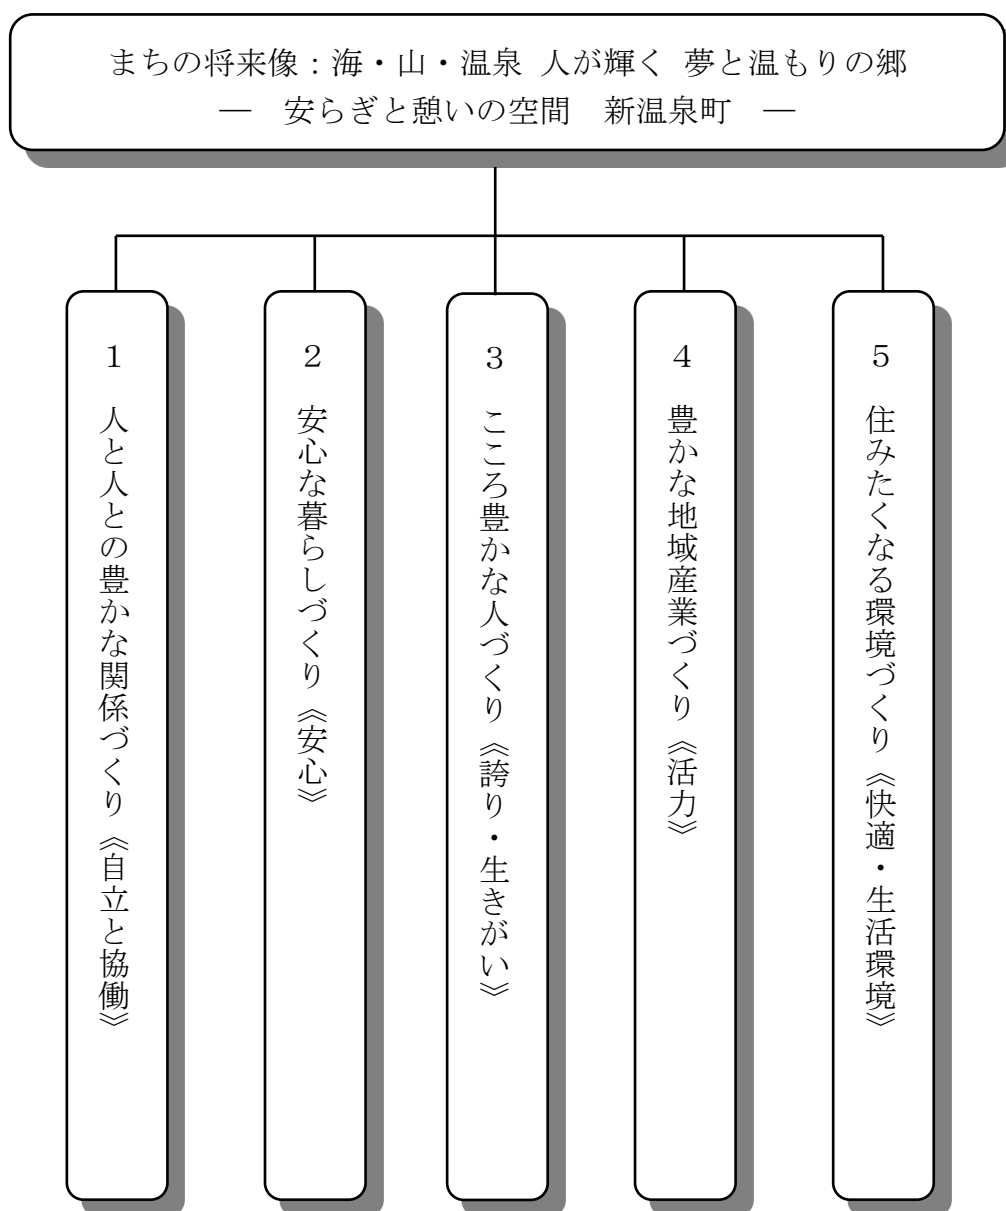 まちの将来像：海・山・温泉 人が輝く 夢と温もりの郷
― 安らぎと憩いの空間　新温泉町 ―
１　人と人との豊かな関係づくり《自立と協働》
２　安心な暮らしづくり《安心》
３　こころ豊かな人づくり《誇り・生きがい》
４　豊かな地域産業づくり《活力》
５　住みたくなる環境づくり《快適・生活環境》